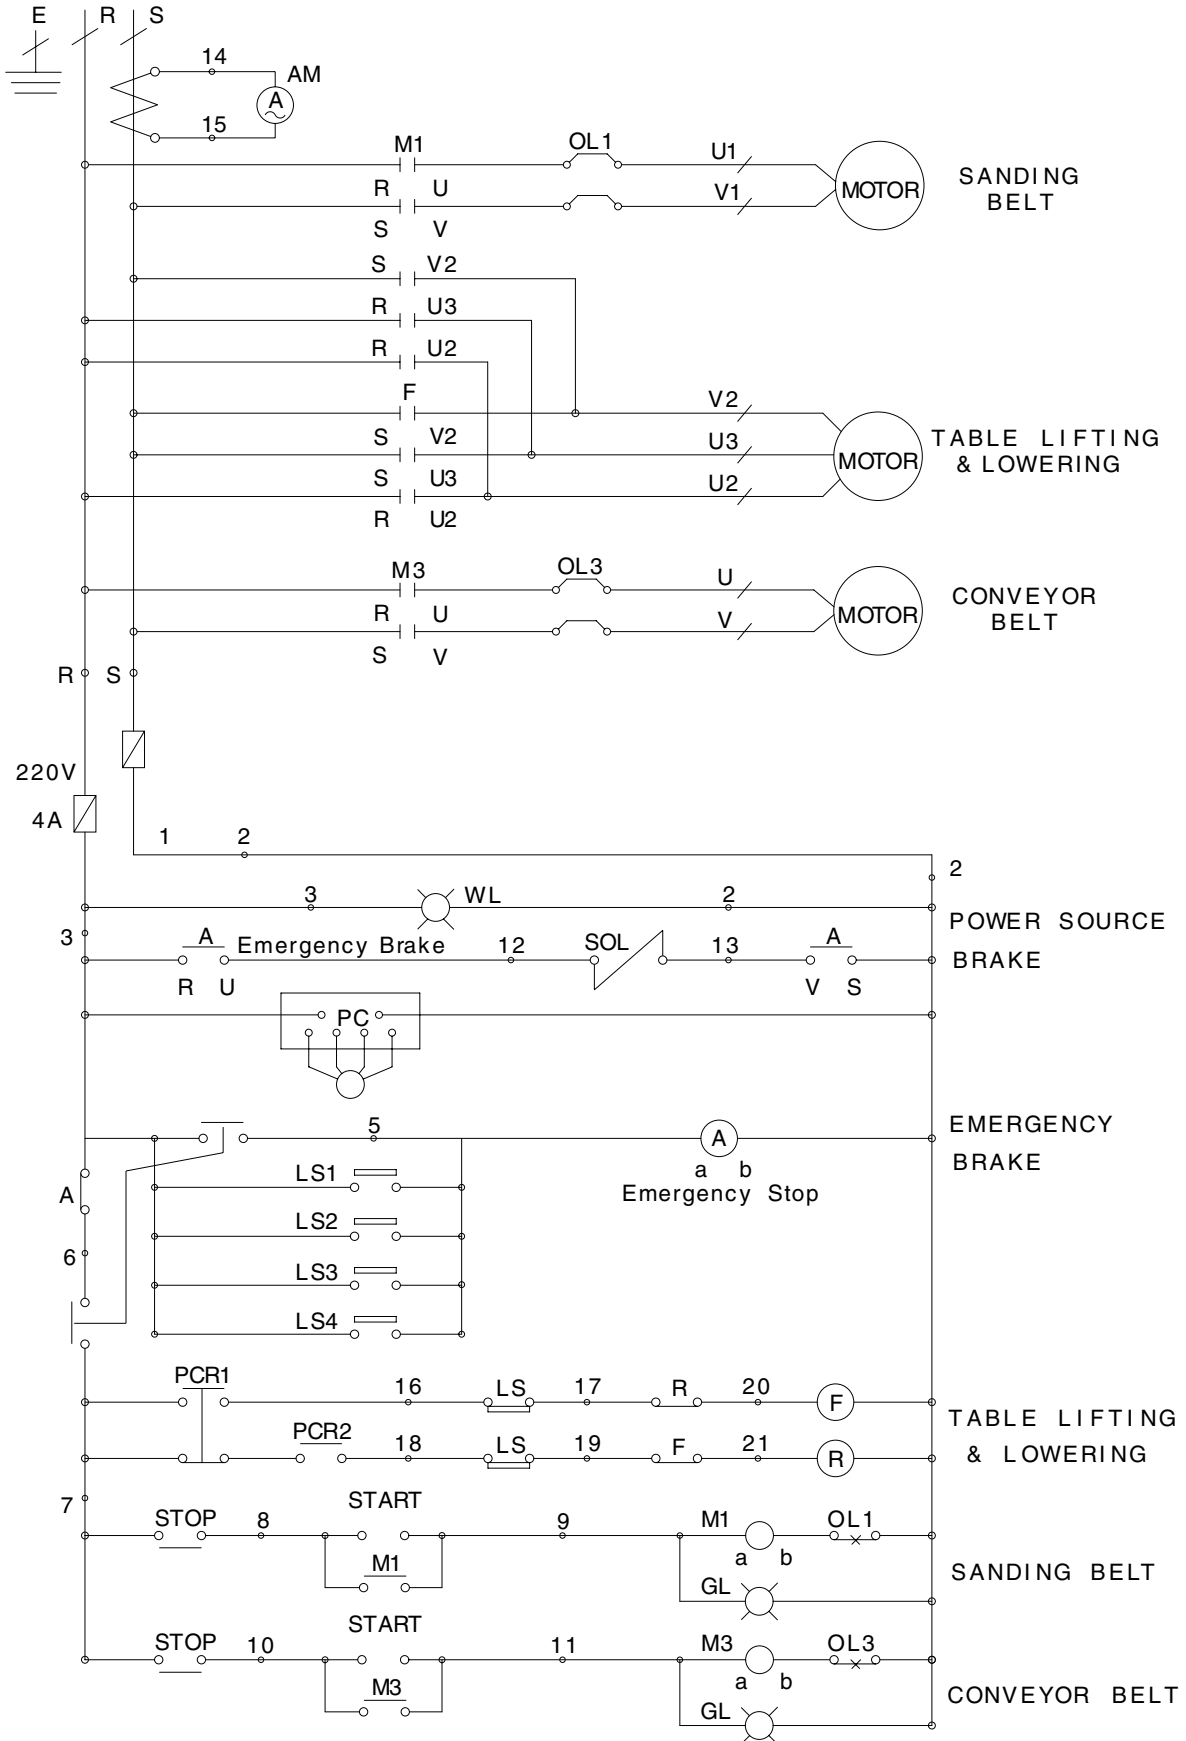 E R S
14
AM
A
15
M1 OL1 U1
MOTOR
SANDING
BELT
R U V1
S V
S V2
R U3
R U2
F V2
TABLE LIFTING
& LOWERING
MOTOR
S V2 U3
S U3 U2
R U2
M3 OL3 U
MOTOR
CONVEYOR
BELT
R U V
S V
R S
220V
4A
1 2
2
3 WL 2
POWER SOURCE
3
A Emergency Brake 12 SOL 13 A
BRAKE
R U V S
PC
5 A
EMERGENCY
BRAKE
a b
Emergency Stop
A
LS1
LS2
6
LS3
LS4
PCR1 16 LS 17 R 20 F
TABLE LIFTING
& LOWERING
PCR2 18 LS 19 F 21 R
7
STOP 8 START 9 M1 OL1
M1 a b
SANDING BELT
GL
STOP 10 START 11 M3 OL3
M3 a b
CONVEYOR BELT
GL